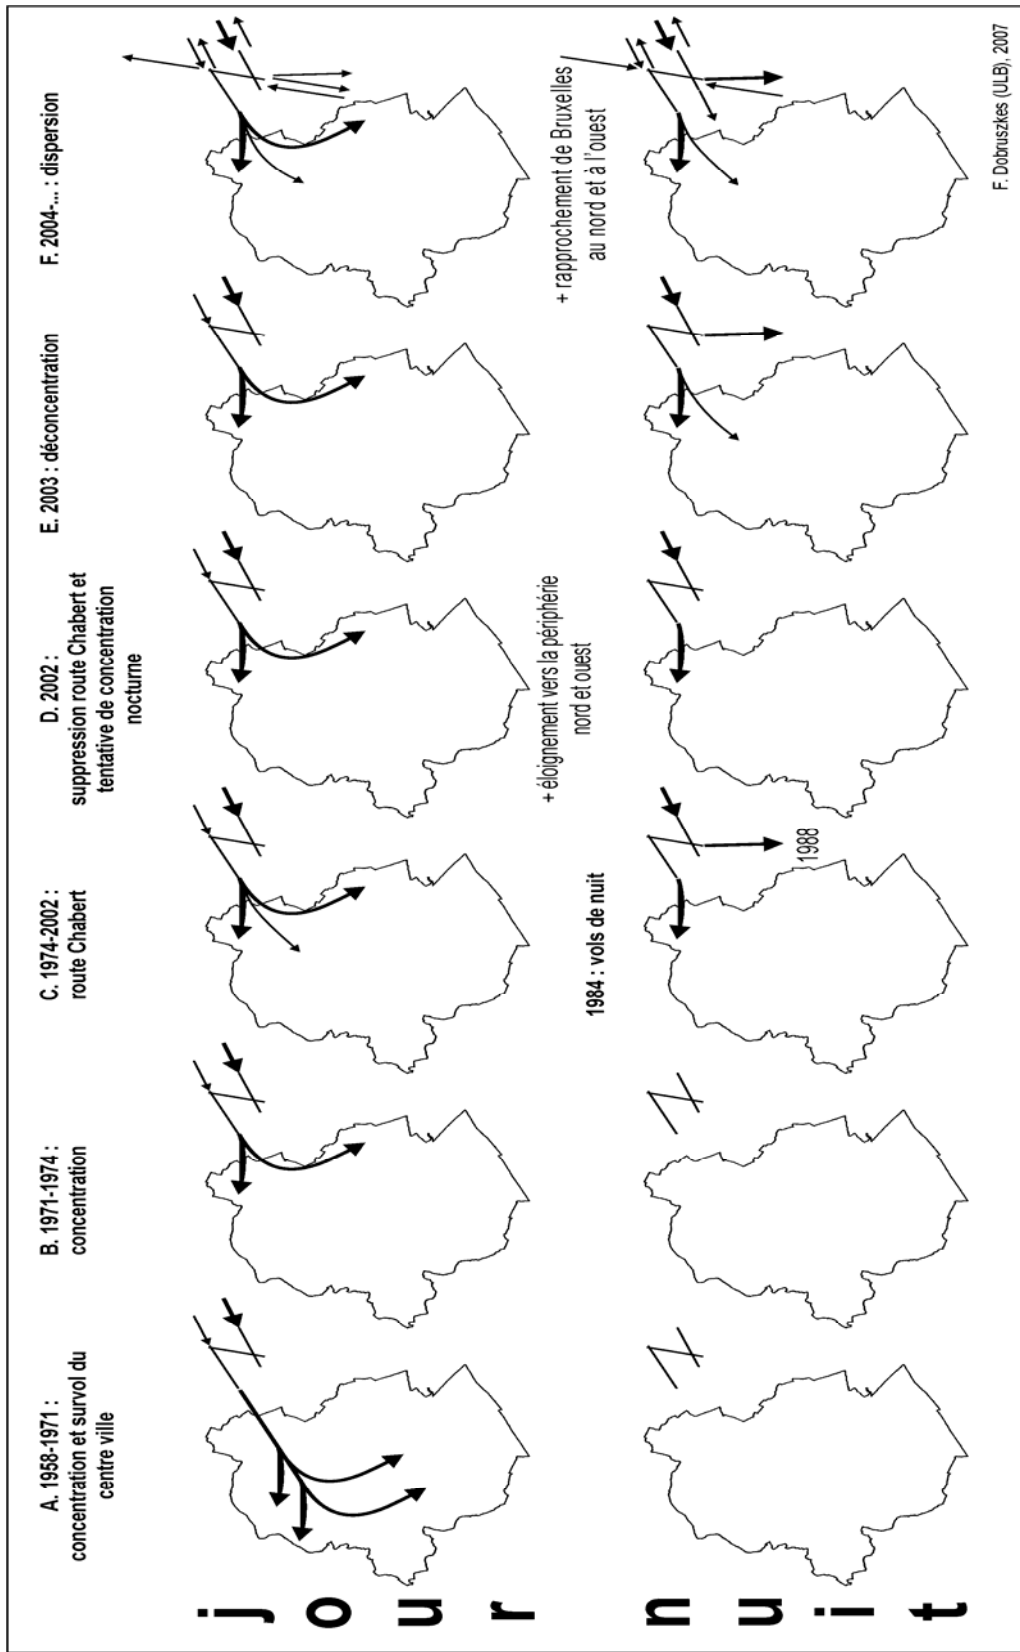 A. 1958-1971 :
concentration et survol du
centre ville
B. 1971-1974 :
concentration
C. 1974-2002:
route Chabert
D. 2002 :
suppression route Chabert et
tentative de concentration
nocturne
E. 2003 : déconcentration
F. 2004-... : dispersion
jour
1984 : vols de nuit
+ éloignement vers la périphérie
nord et ouest
+ rapprochement de Bruxelles
au nord et à l'ouest
nuit
1988
F. Dobruszkes (ULB), 2007